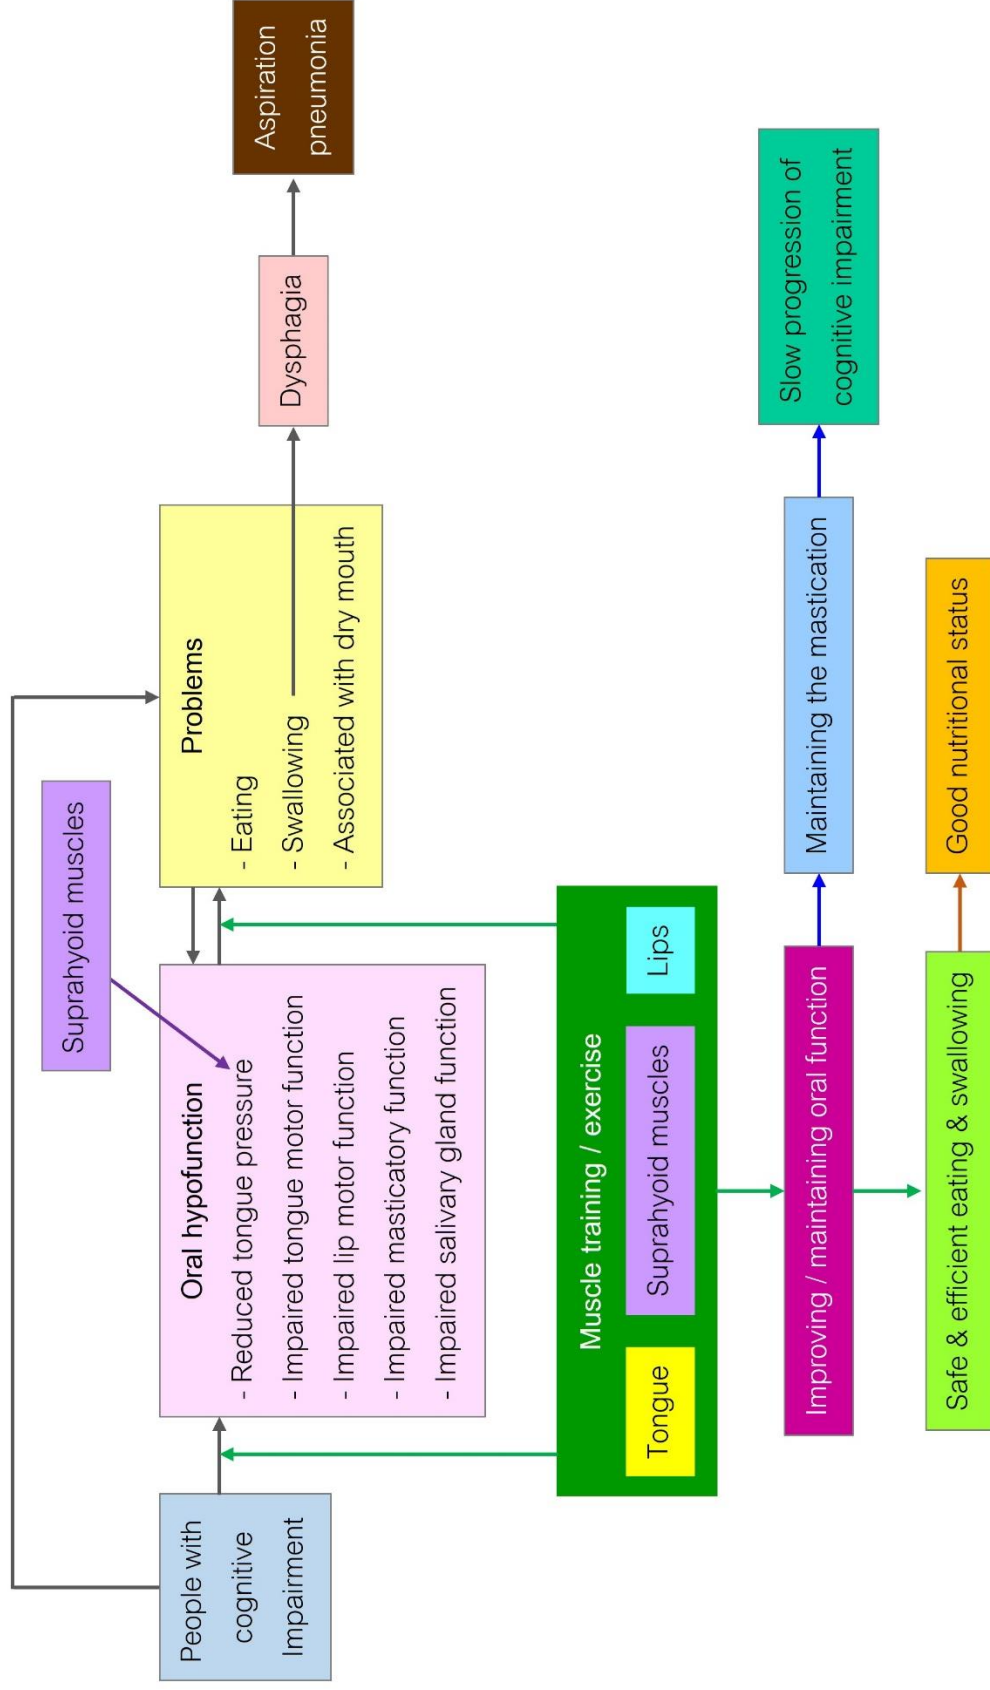 Suprahyoid muscles
People with
cognitive
Impairment
Oral hypofunction
- Reduced tongue pressure
- Impaired tongue motor function
- Impaired lip motor function
- Impaired masticatory function
- Impaired salivary gland function
Problems
- Eating
- Swallowing
- Associated with dry mouth
Dysphagia
Aspiration
pneumonia
Muscle training / exercise
Tongue
Suprahyoid muscles
Lips
Improving / maintaining oral function
Maintaining the mastication
Slow progression of
cognitive impairment
Safe & efficient eating & swallowing
Good nutritional status